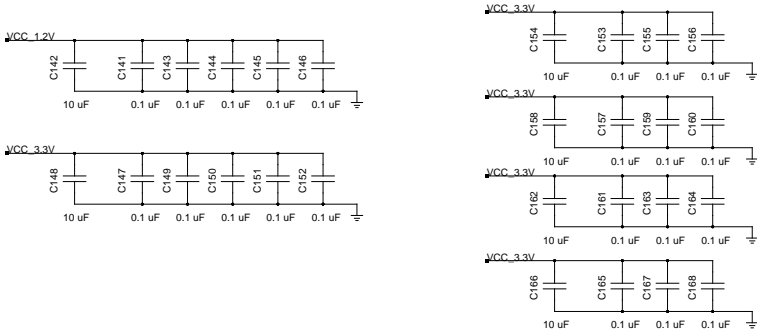 VCC_1.2V
C142 C141 C143 C144 C145 C146
10 uF 0.1 uF 0.1 uF 0.1 uF 0.1 uF 0.1 uF
VCC_3.3V
C148 C147 C149 C150 C151 C152
10 uF 0.1 uF 0.1 uF 0.1 uF 0.1 uF 0.1 uF
VCC_3.3V
C154 C153 C155 C156
10 uF 0.1 uF 0.1 uF 0.1 uF
VCC_3.3V
C158 C157 C159 C160
10 uF 0.1 uF 0.1 uF 0.1 uF
VCC_3.3V
C162 C161 C163 C164
10 uF 0.1 uF 0.1 uF 0.1 uF
VCC_3.3V
C166 C165 C167 C168
10 uF 0.1 uF 0.1 uF 0.1 uF